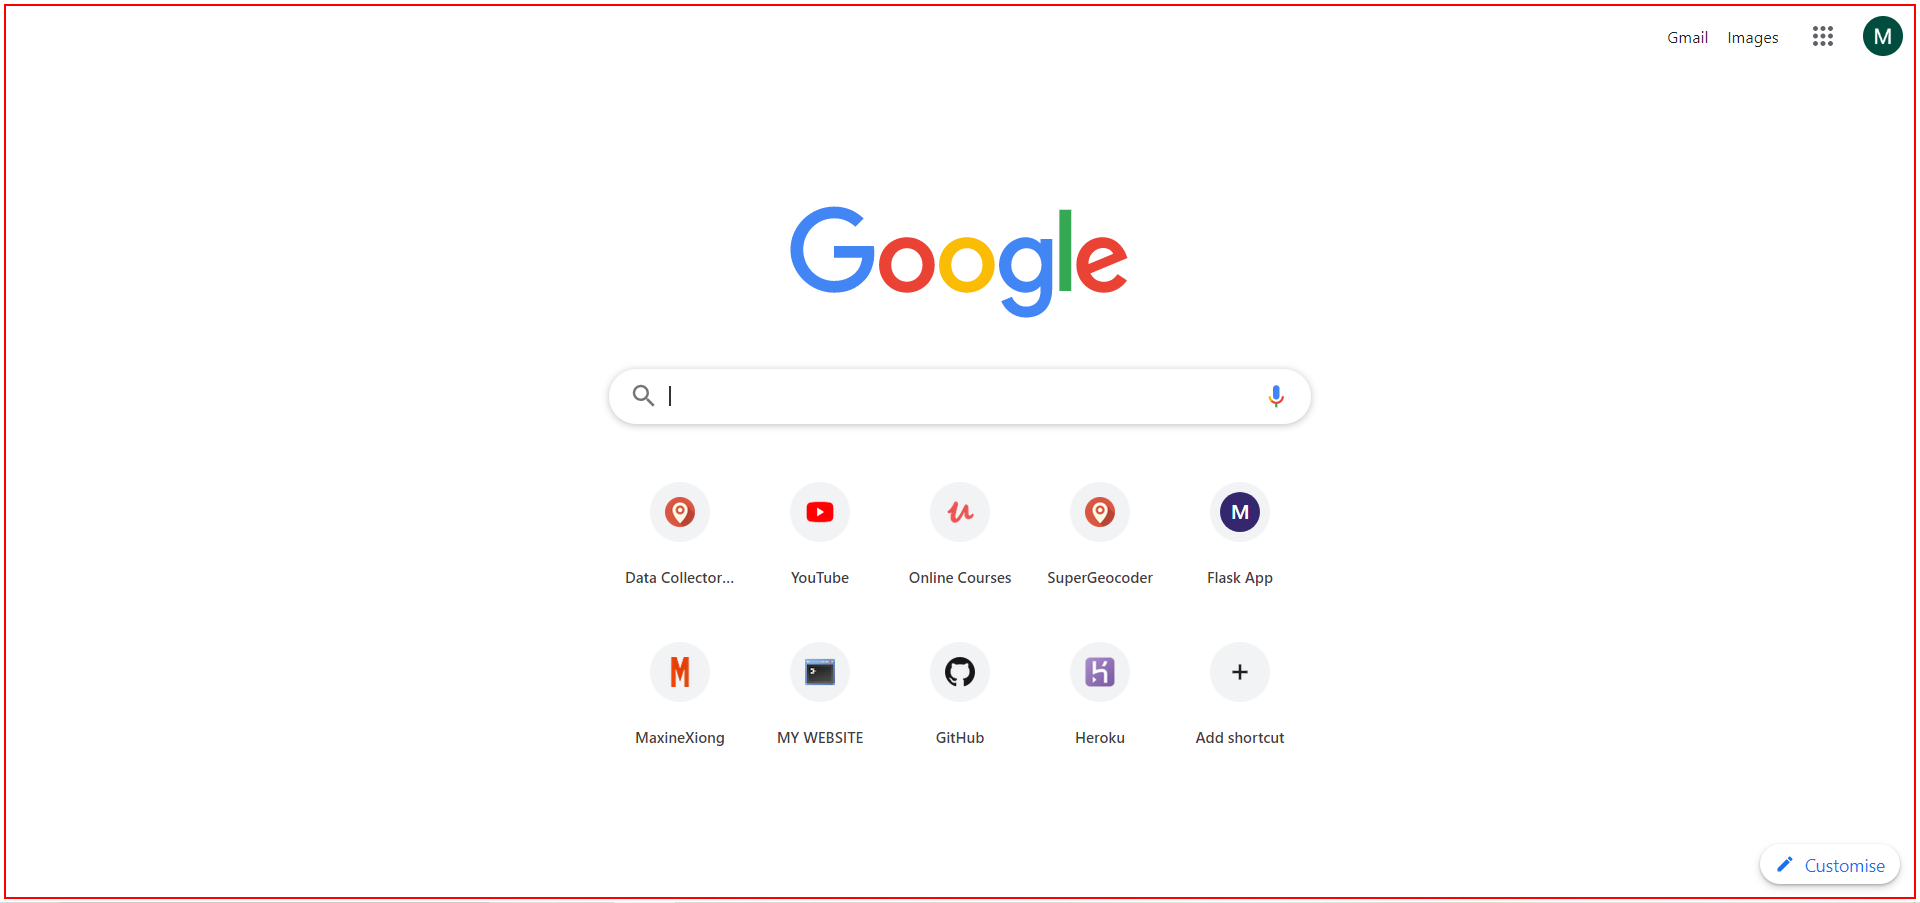 Gmail Images M
Google
M
Data Collector... YouTube Online Courses SuperGeocoder Flask App
M
MaxineXiong MY WEBSITE GitHub Heroku Add shortcut
Customise